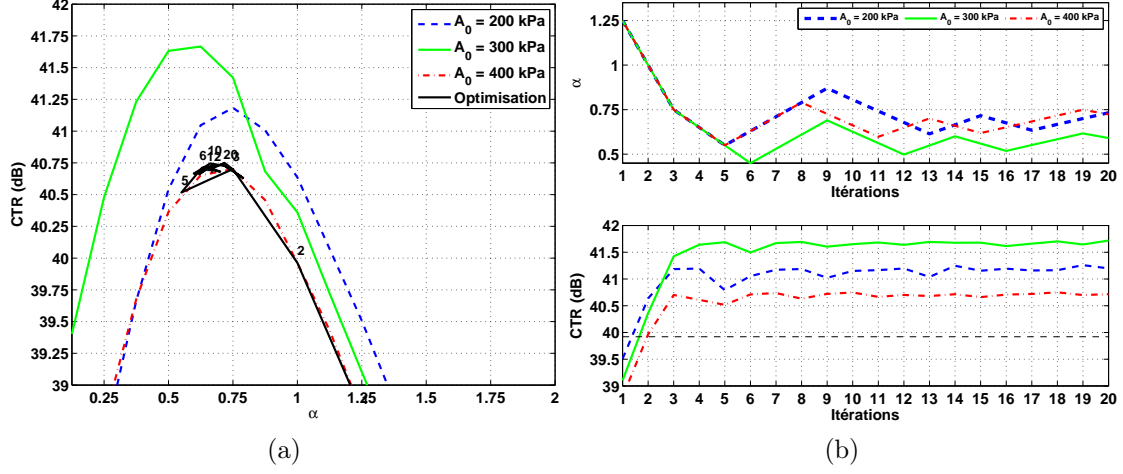 42
41.75
41.5
41.25
41
40.75
40.5
40.25
40
39.75
39.5
39.25
39
CTR (dB)
A0 = 200 kPa
A0 = 300 kPa
A0 = 400 kPa
Optimisation
10
6 12 20 3
5
2
0.25 0.5 0.75 1 1.25 1.5 1.75 2
α
(a)
A0 = 200 kPa A0 = 300 kPa A0 = 400 kPa
1.25
1
0.75
0.5
α
1 2 3 4 5 6 7 8 9 10 11 12 13 14 15 16 17 18 19 20
Itérations
42
41.5
41
40.5
40
39.5
39
CTR (dB)
1 2 3 4 5 6 7 8 9 10 11 12 13 14 15 16 17 18 19 20
Itérations
(b)